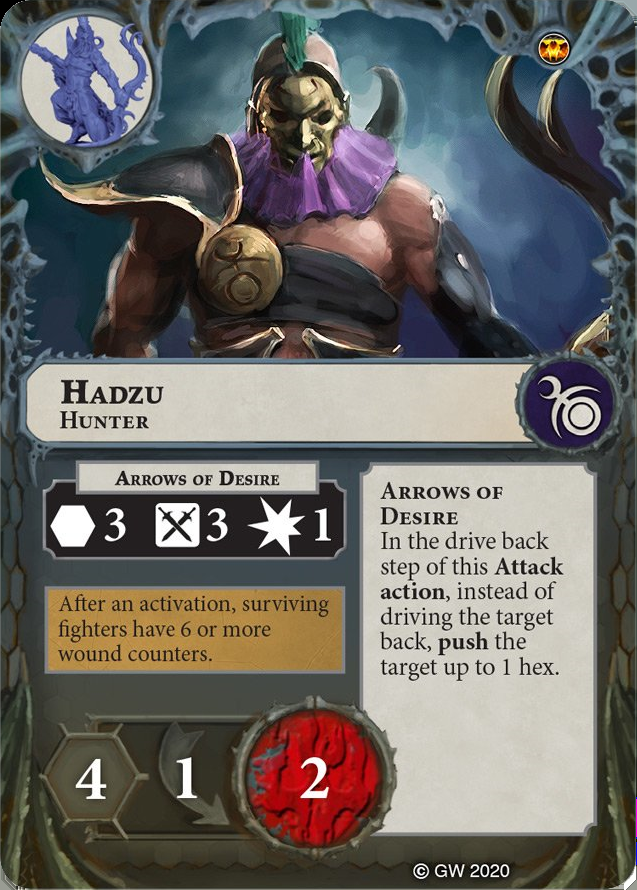 HADZU
HUNTER
ARROWS OF DESIRE
3 3 1
After an activation, surviving
fighters have 6 or more
wound counters.
4 1 2
ARROWS OF
DESIRE
In the drive back
step of this Attack
action, instead of
driving the target
back, push the
target up to 1 hex.
© GW 2020